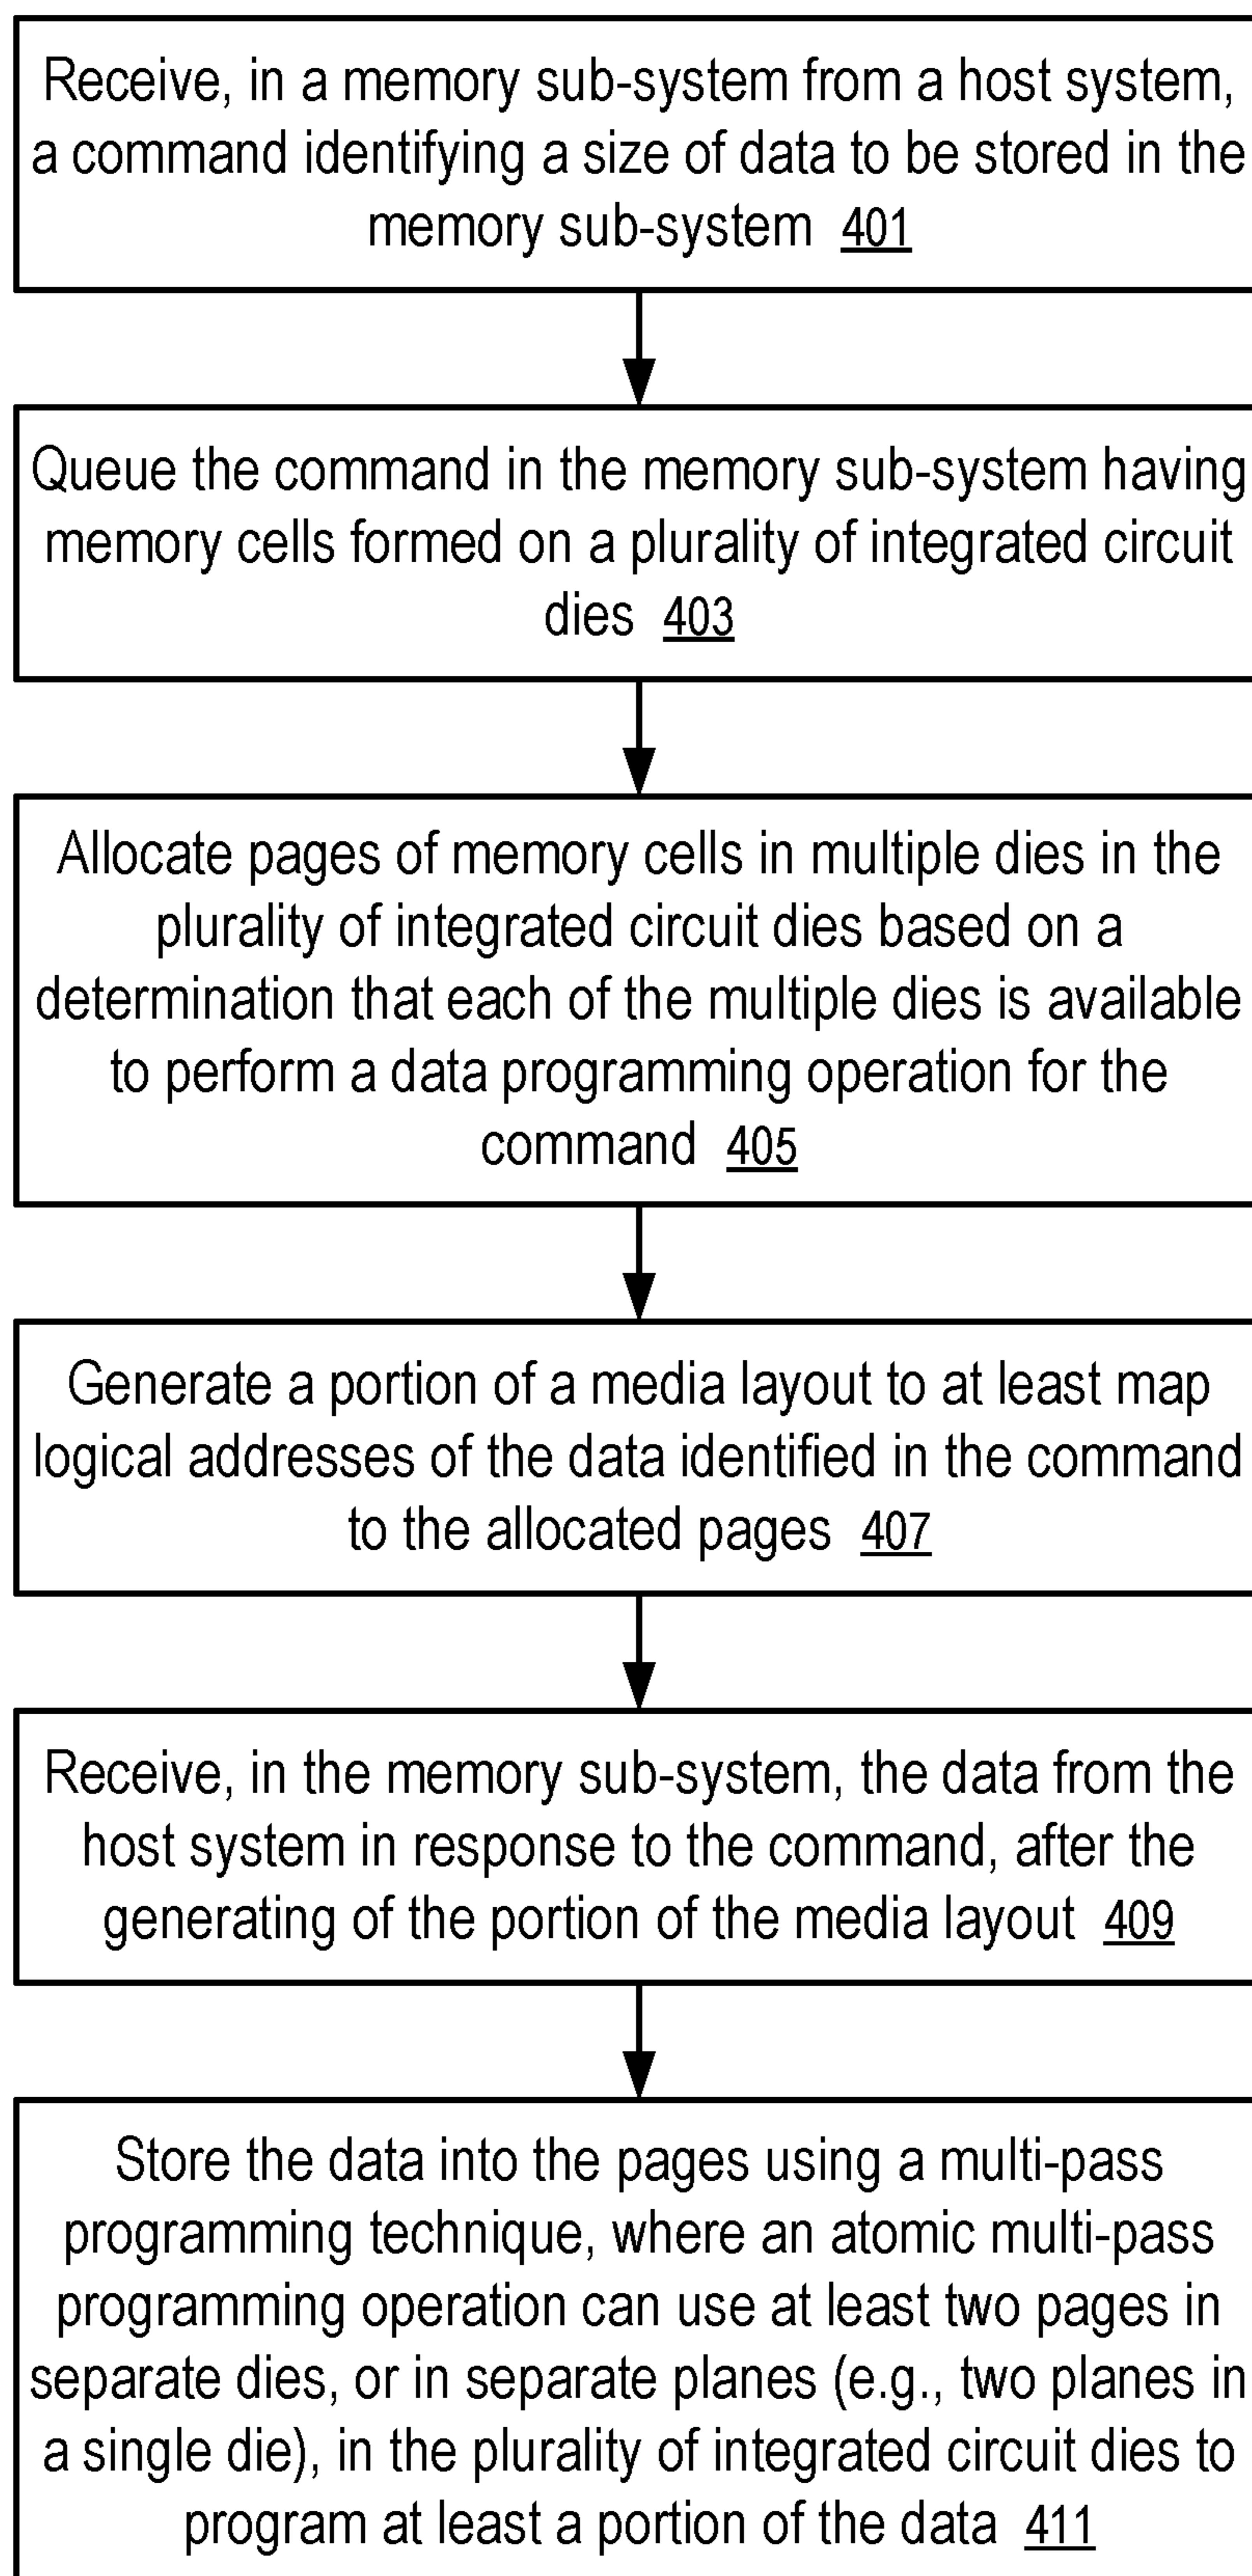 Receive, in a memory sub-system from a host system,
a command identifying a size of data to be stored in the
memory sub-system 401
Queue the command in the memory sub-system having
memory cells formed on a plurality of integrated circuit
dies 403
Allocate pages of memory cells in multiple dies in the
plurality of integrated circuit dies based on a
determination that each of the multiple dies is available
to perform a data programming operation for the
command 405
Generate a portion of a media layout to at least map
logical addresses of the data identified in the command
to the allocated pages 407
Receive, in the memory sub-system, the data from the
host system in response to the command, after the
generating of the portion of the media layout 409
Store the data into the pages using a multi-pass
programming technique, where an atomic multi-pass
programming operation can use at least two pages in
separate dies, or in separate planes (e.g., two planes in
a single die), in the plurality of integrated circuit dies to
program at least a portion of the data 411